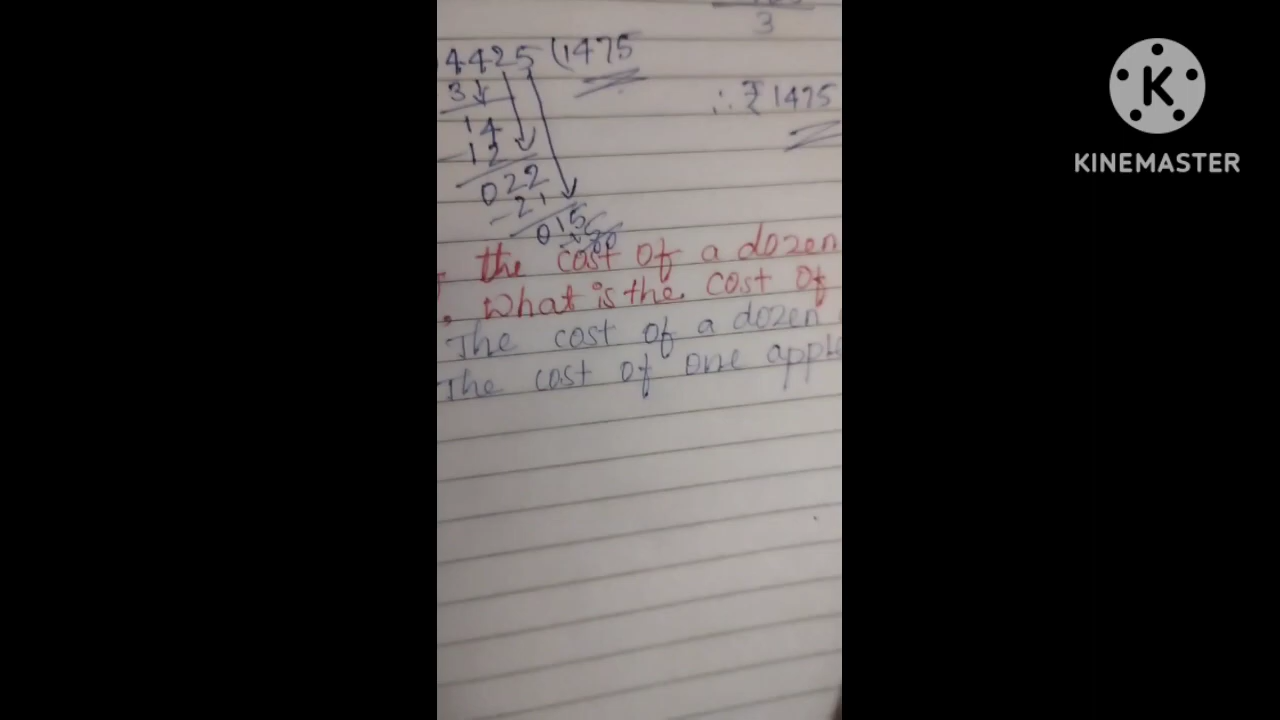 3
4425 (1475
3
∴ ₹1475
14
12
022
-21
015
the cost of a dozen
. What is the cost of
The cost of a dozen
The cost of one apple
KINEMASTER